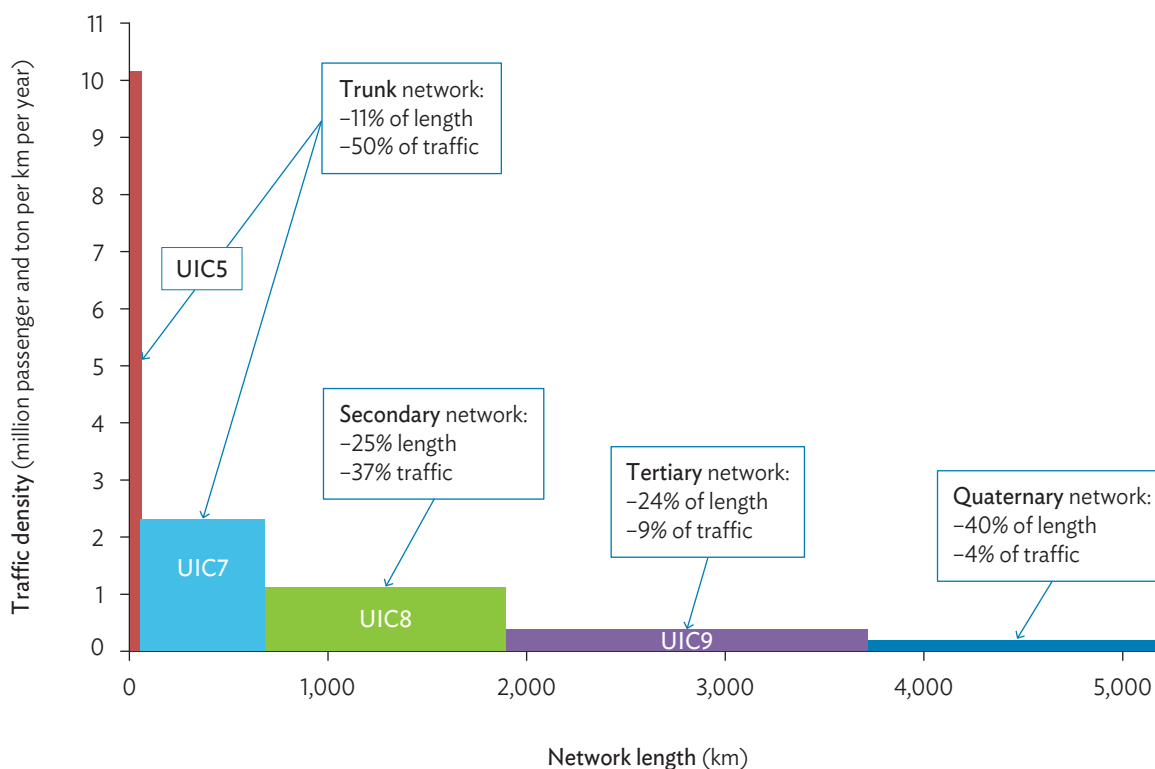 Traffic density (million passenger and ton per km per year)
11
10
9
8
7
6
5
4
3
2
1
0
Trunk network:
–11% of length
–50% of traffic
UIC5
Secondary network:
–25% length
–37% traffic
Tertiary network:
–24% of length
–9% of traffic
Quaternary network:
–40% of length
–4% of traffic
UIC7
UIC8
UIC9
0
1,000
2,000
3,000
4,000
5,000
Network length (km)